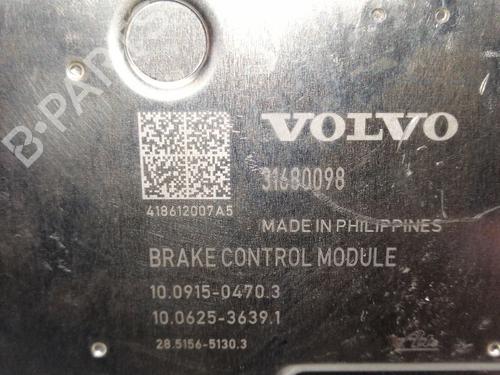 B-PARTS
VOLVO
31680098
418612007A5
MADE IN PHILIPPINES
BRAKE CONTROL MODULE
10.0915-0470.3
10.0625-3639.1
28.5156-5130.3